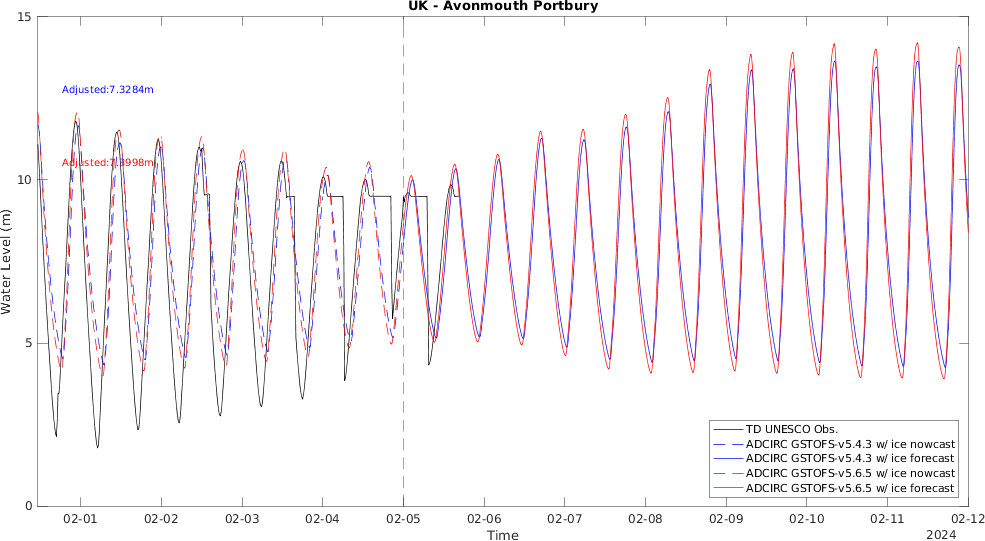 UK - Avonmouth Portbury
15
Adjusted:7.3284m
Adjusted:7.3998m
10
Water Level (m)
5
0
TD UNESCO Obs.
ADCIRC GSTOFS-v5.4.3 w/ ice nowcast
ADCIRC GSTOFS-v5.4.3 w/ ice forecast
ADCIRC GSTOFS-v5.6.5 w/ ice nowcast
ADCIRC GSTOFS-v5.6.5 w/ ice forecast
02-01 02-02 02-03 02-04 02-05 02-06 02-07 02-08 02-09 02-10 02-11 02-12
Time
2024